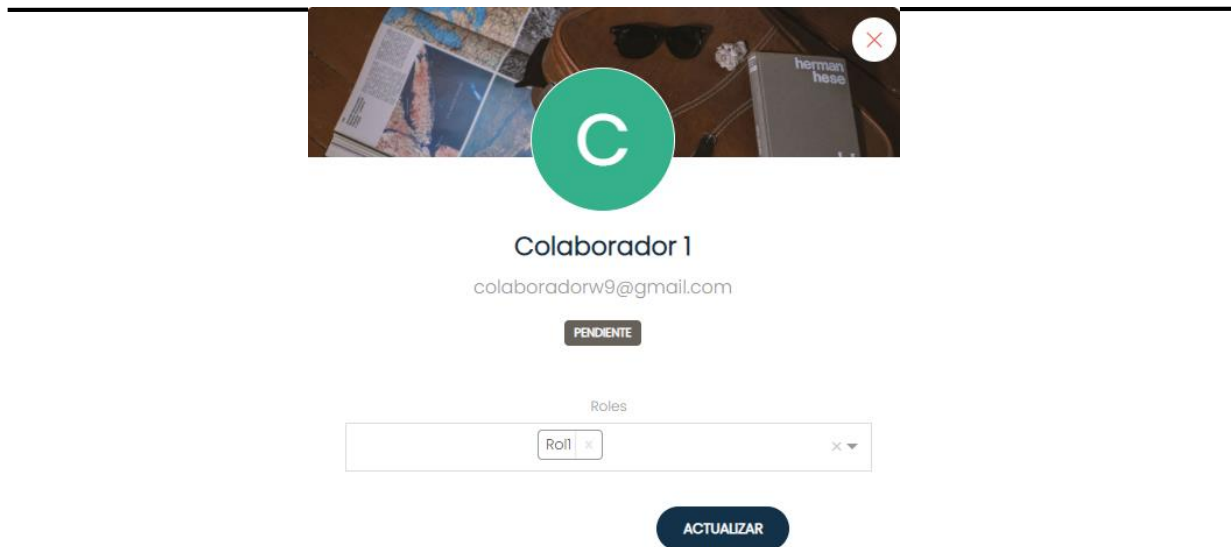 herman
hese
C
Colaborador 1
colaboradorw9@gmail.com
PENDIENTE
Roles
Rol1 ×
× 
ACTUALIZAR